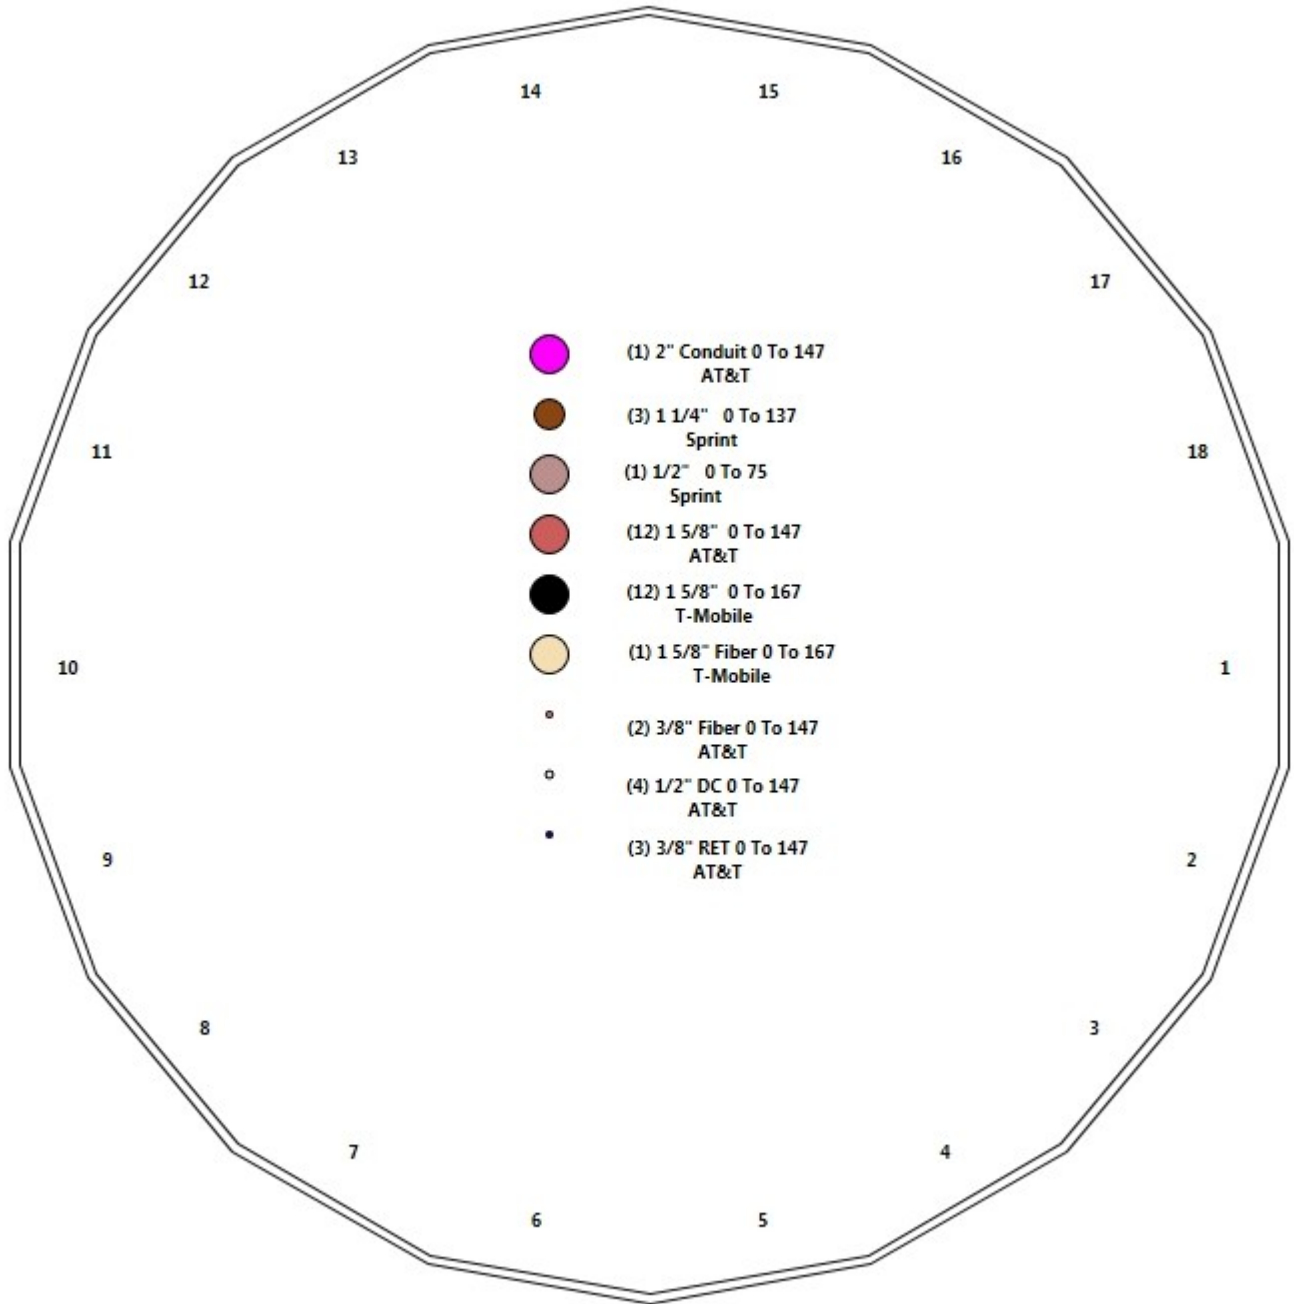 14
15
13
16
12
17
(1) 2" Conduit 0 To 147
AT&T
(3) 1 1/4" 0 To 137
Sprint
11
18
(1) 1/2" 0 To 75
Sprint
(12) 1 5/8" 0 To 147
AT&T
(12) 1 5/8" 0 To 167
T-Mobile
(1) 1 5/8" Fiber 0 To 167
T-Mobile
10
1
(2) 3/8" Fiber 0 To 147
AT&T
(4) 1/2" DC 0 To 147
AT&T
(3) 3/8" RET 0 To 147
AT&T
9
2
8
3
7
4
6
5